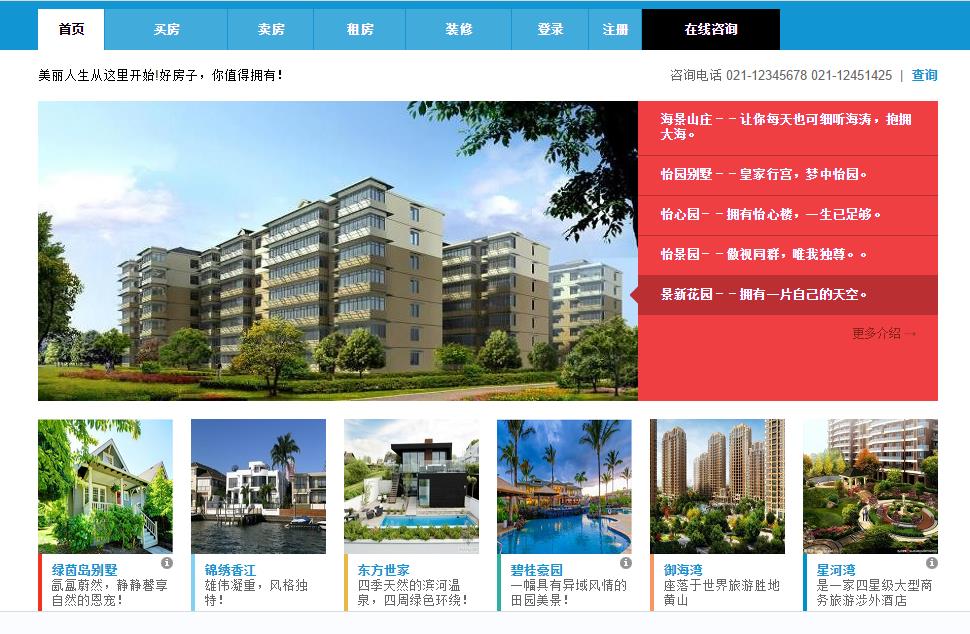 首页 买房 卖房 租房 装修 登录 注册 在线咨询
美丽人生从这里开始!好房子，你值得拥有！
咨询电话 021-12345678 021-12451425 | 查询
海景山庄－－让你每天也可细听海涛，抱拥
大海。
怡园别墅－－皇家行宫，梦中怡园。
怡心园－－拥有怡心楼，一生已足够。
怡景园－－傲视同群，唯我独尊。。
景新花园－－拥有一片自己的天空。
更多介绍 →
绿茵岛别墅
氤氲蔚然，静静馨享
自然的恩宠！
锦绣香江
雄伟凝重，风格独
特！
东方世家
四季天然的滨河温
泉，四周绿色环绕！
碧桂豪园
一幅具有异域风情的
田园美景！
御海湾
座落于世界旅游胜地
黄山
星河湾
是一家四星级大型商
务旅游涉外酒店